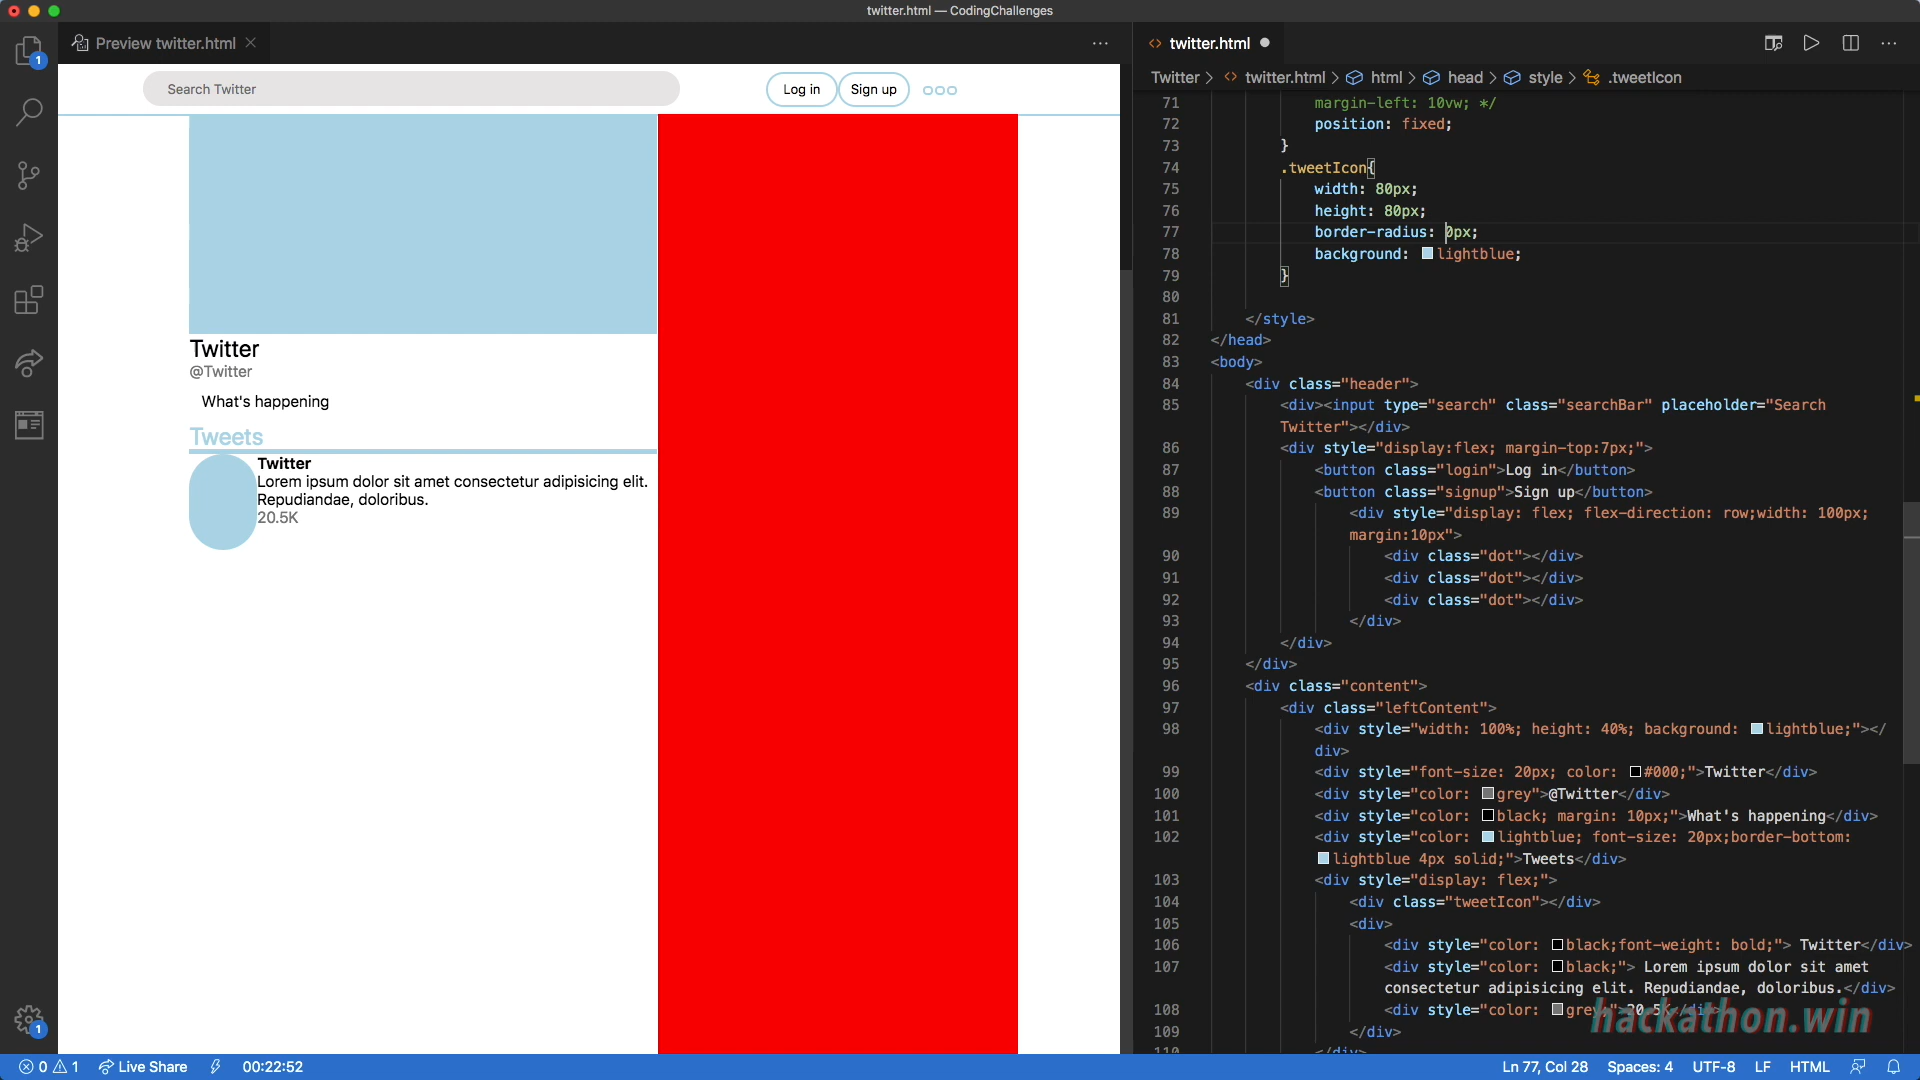 twitter.html — CodingChallenges
Preview twitter.html
twitter.html
Twitter > twitter.html > html > head > style > .tweetIcon
1
Search Twitter
Log in
Sign up
Twitter
@Twitter
What's happening
Tweets
Twitter
Lorem ipsum dolor sit amet consectetur adipisicing elit.
Repudiandae, doloribus.
20.5K
71 margin-left: 10vw; */
72 position: fixed;
73 }
74 .tweetIcon{
75 width: 80px;
76 height: 80px;
77 border-radius: 0px;
78 background: lightblue;
79 }
80
81 </style>
82 </head>
83 <body>
84 <div class="header">
85 <div><input type="search" class="searchBar" placeholder="Search
Twitter"></div>
86 <div style="display:flex; margin-top:7px;">
87 <button class="login">Log in</button>
88 <button class="signup">Sign up</button>
89 <div style="display: flex; flex-direction: row;width: 100px;
margin:10px">
90 <div class="dot"></div>
91 <div class="dot"></div>
92 <div class="dot"></div>
93 </div>
94 </div>
95 </div>
96 <div class="content">
97 <div class="leftContent">
98 <div style="width: 100%; height: 40%; background: lightblue;"></
div>
99 <div style="font-size: 20px; color: #000;">Twitter</div>
100 <div style="color: grey">@Twitter</div>
101 <div style="color: black; margin: 10px;">What's happening</div>
102 <div style="color: lightblue; font-size: 20px;border-bottom:
lightblue 4px solid;">Tweets</div>
103 <div style="display: flex;">
104 <div class="tweetIcon"></div>
105 <div>
106 <div style="color: black;font-weight: bold;"> Twitter</div>
107 <div style="color: black;"> Lorem ipsum dolor sit amet
consectetur adipisicing elit. Repudiandae, doloribus.</div>
108 <div style="color: grey;">20.5K</div>
109 </div>
110 </div>
hackathon.win
1
0 1 Live Share 00:22:52
Ln 77, Col 28 Spaces: 4 UTF-8 LF HTML